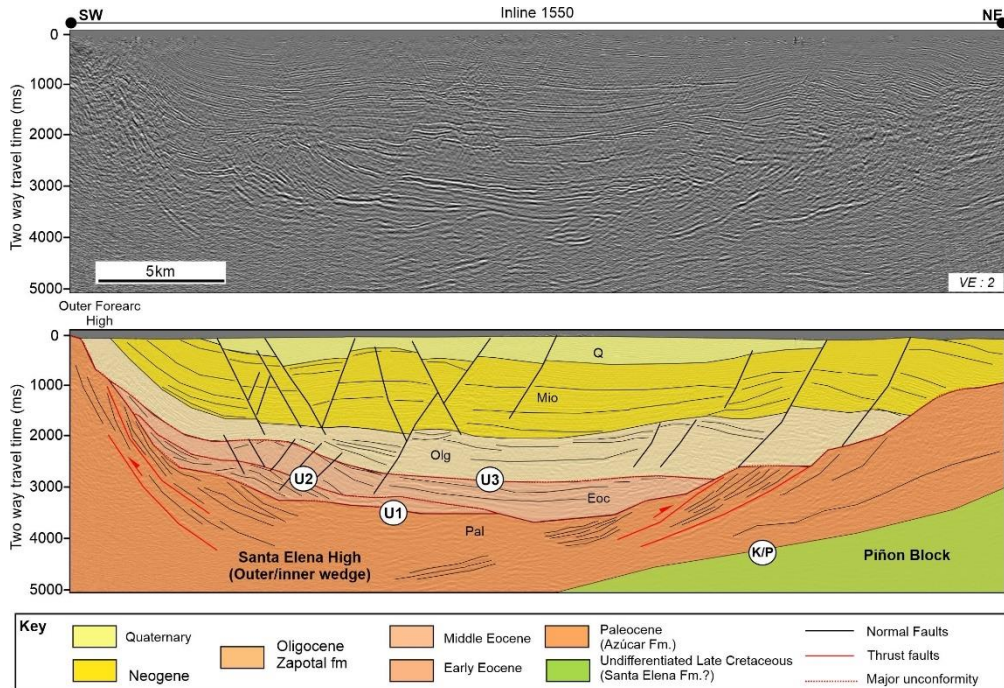 SW Inline 1550 NE
Two way travel time (ms)
0
1000
2000
3000
4000
5000
5km
VE : 2
Outer Forearc
High
Two way travel time (ms)
0
1000
2000
3000
4000
5000
Q
Mio
Olg
U2
U3
Eoc
U1
Pal
K/P
Santa Elena High
(Outer/inner wedge)
Piñon Block
Key
Quaternary
Neogene
Oligocene
Zapotal fm
Middle Eocene
Early Eocene
Paleocene
(Azúcar Fm.)
Undifferentiated Late Cretaceous
(Santa Elena Fm.?)
Normal Faults
Thrust faults
Major unconformity